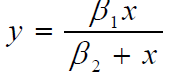 y = β₁x / (β₂ + x)